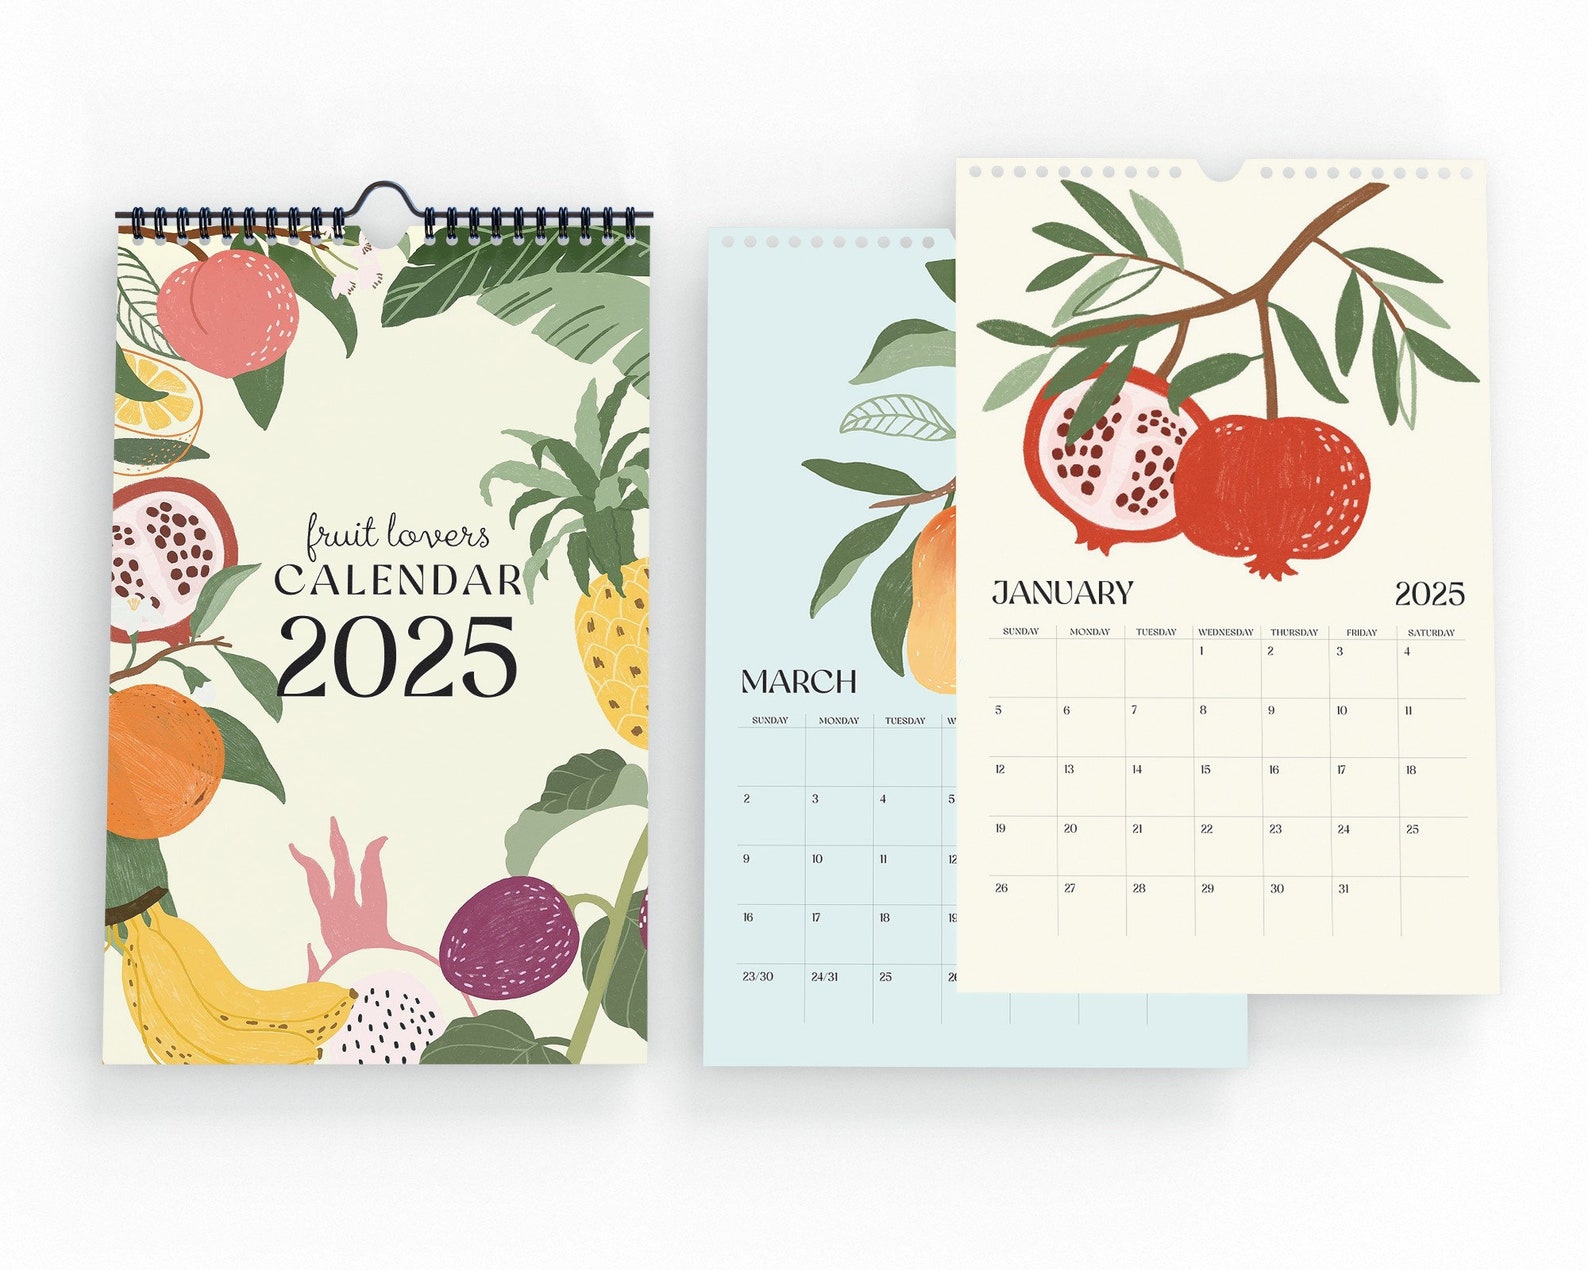 fruit lovers
CALENDAR
2025
MARCH
SUNDAY MONDAY TUESDAY
2 3 4 5
9 10 11 12
16 17 18 19
23/30 24/31 25 26
JANUARY 2025
SUNDAY MONDAY TUESDAY WEDNESDAY THURSDAY FRIDAY SATURDAY
1 2 3 4
5 6 7 8 9 10 11
12 13 14 15 16 17 18
19 20 21 22 23 24 25
26 27 28 29 30 31